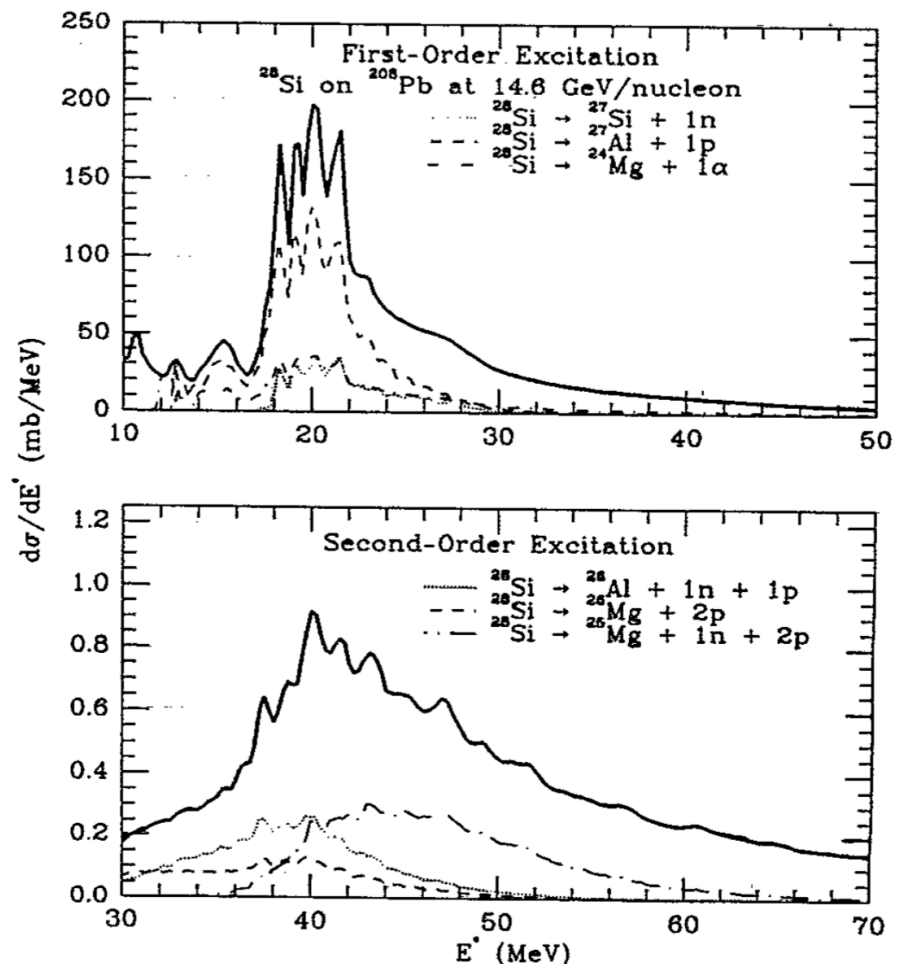 First-Order Excitation
²⁸Si on ²⁰⁸Pb at 14.6 GeV/nucleon
²⁸Si → ²⁷Si + 1n
²⁸Si → ²⁷Al + 1p
²⁸Si → ²⁴Mg + 1α
250
200
150
100
50
0
10 20 30 40 50
dσ/dE* (mb/MeV)
Second-Order Excitation
²⁸Si → ²⁶Al + 1n + 1p
²⁸Si → ²⁶Mg + 2p
²⁸Si → ²⁵Mg + 1n + 2p
1.2
1.0
0.8
0.6
0.4
0.2
0.0
30 40 50 60 70
E* (MeV)